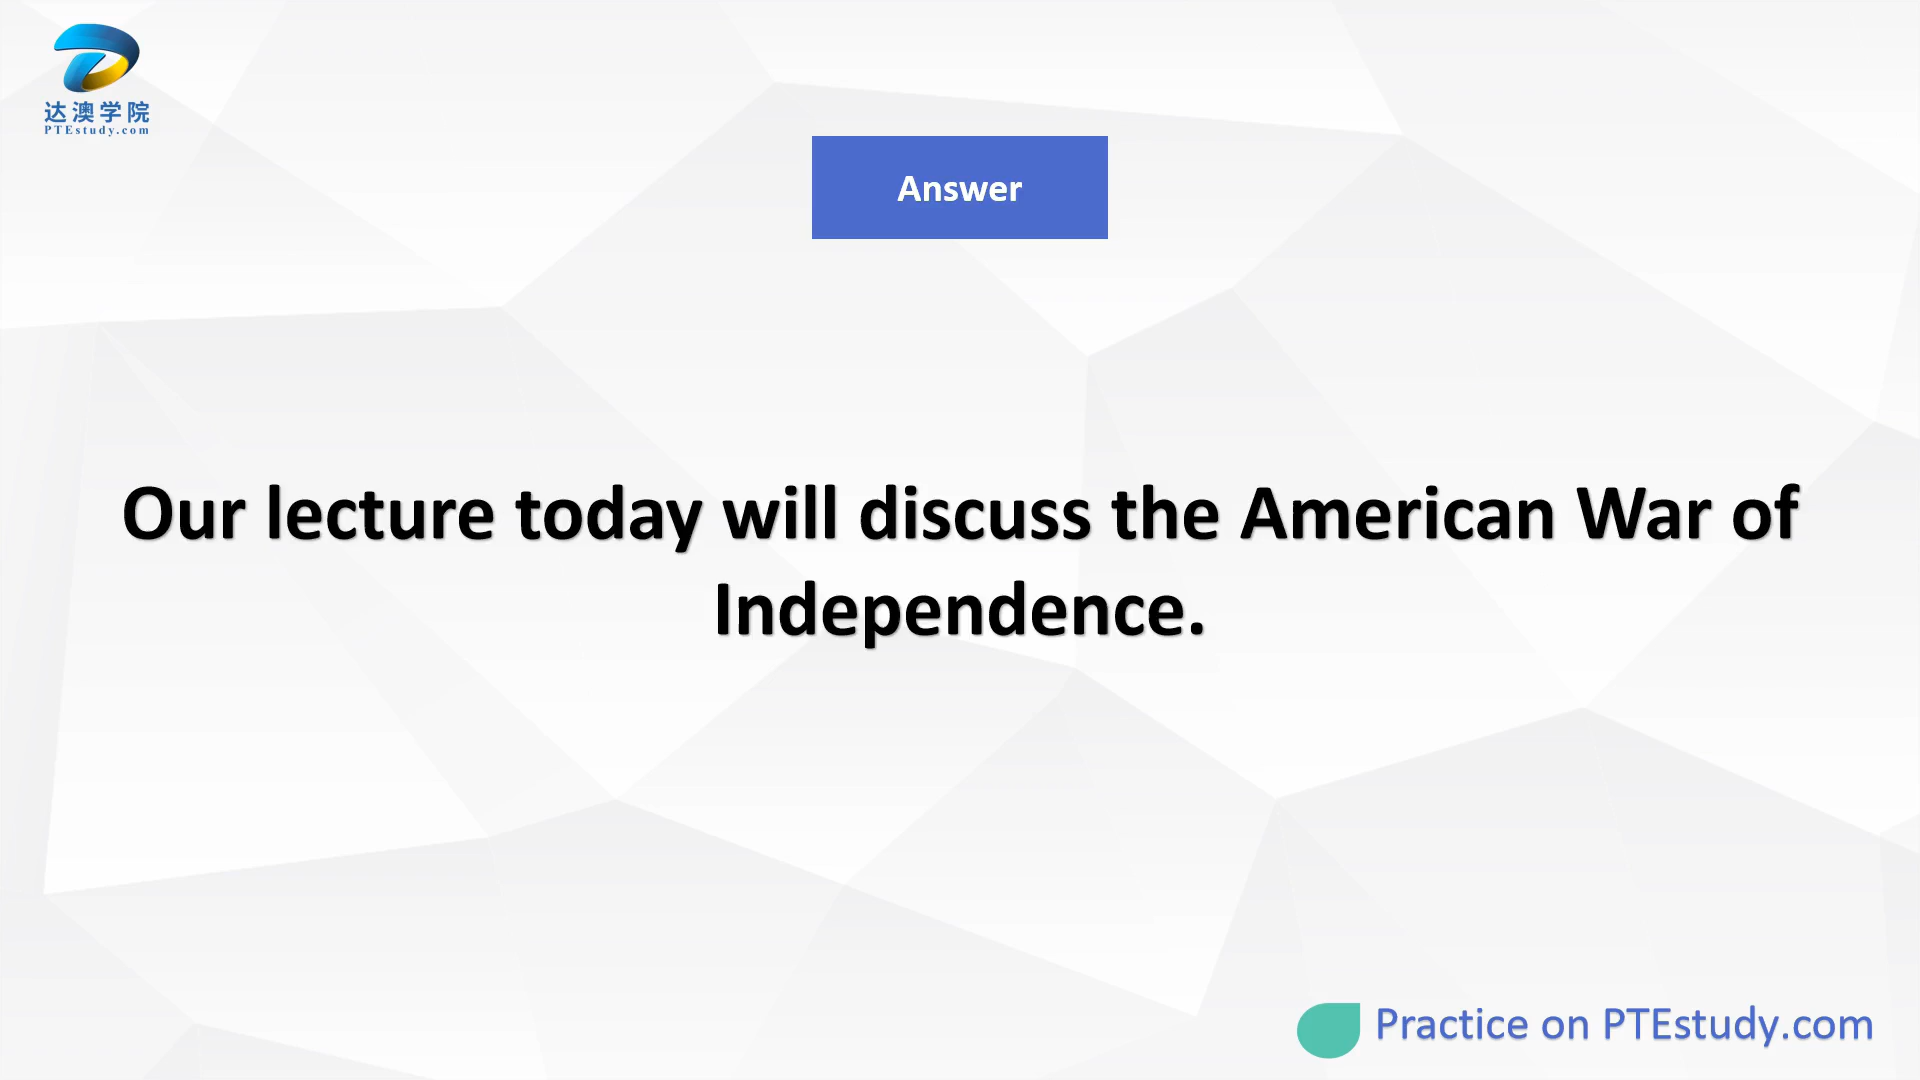 达澳学院
PTEstudy.com
Answer
Our lecture today will discuss the American War of
Independence.
Practice on PTEstudy.com